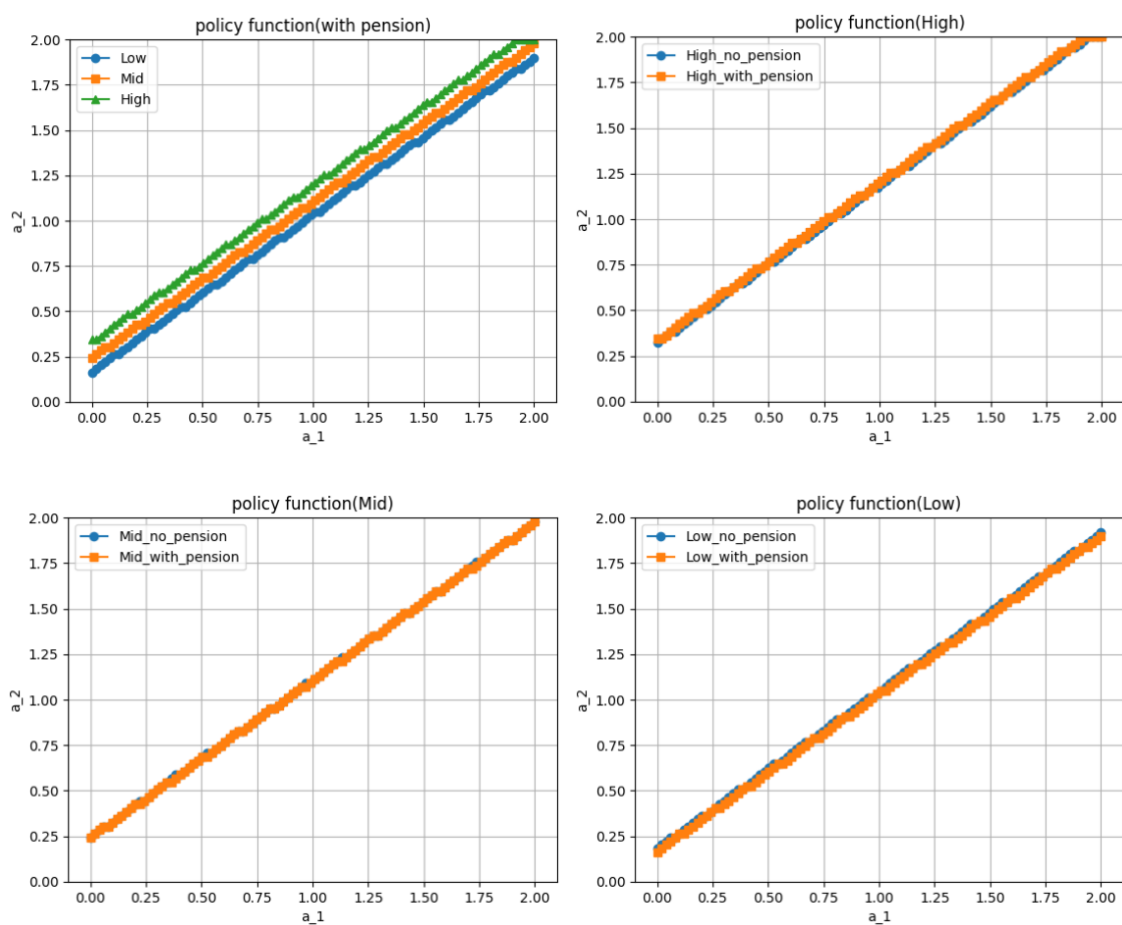 policy function(with pension)
2.00
1.75
1.50
1.25
1.00
0.75
0.50
0.25
0.00
a_2
Low
Mid
High
0.00 0.25 0.50 0.75 1.00 1.25 1.50 1.75 2.00
a_1
policy function(High)
2.00
1.75
1.50
1.25
1.00
0.75
0.50
0.25
0.00
a_2
High_no_pension
High_with_pension
0.00 0.25 0.50 0.75 1.00 1.25 1.50 1.75 2.00
a_1
policy function(Mid)
2.00
1.75
1.50
1.25
1.00
0.75
0.50
0.25
0.00
a_2
Mid_no_pension
Mid_with_pension
0.00 0.25 0.50 0.75 1.00 1.25 1.50 1.75 2.00
a_1
policy function(Low)
2.00
1.75
1.50
1.25
1.00
0.75
0.50
0.25
0.00
a_2
Low_no_pension
Low_with_pension
0.00 0.25 0.50 0.75 1.00 1.25 1.50 1.75 2.00
a_1